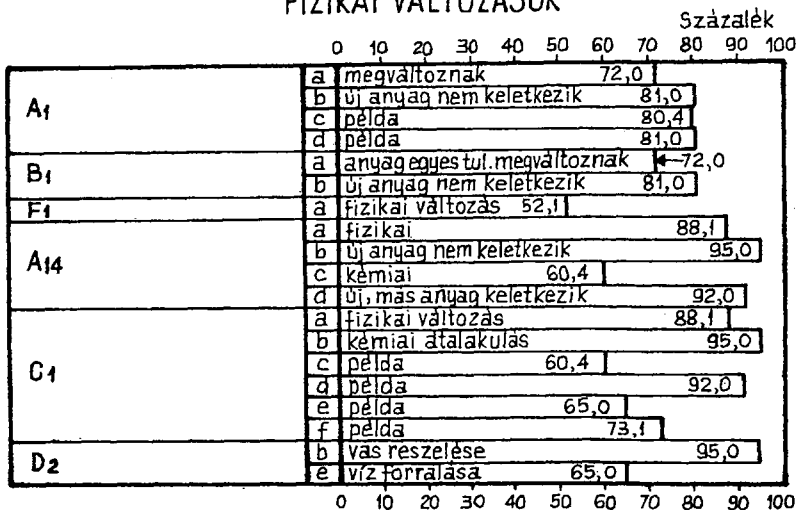 FIZIKAI VÁLTOZÁSOK
Százalék
0 10 20 30 40 50 60 70 80 90 100
A1
a megváltoznak 72,0
b új anyag nem keletkezik 81,0
c példa 80,4
d példa 81,0
B1
a anyag egyes tul. megváltoznak 72,0
b új anyag nem keletkezik 81,0
F1
a fizikai változás 52,1
A14
a fizikai 88,1
b új anyag nem keletkezik 95,0
c kémiai 60,4
d új, más anyag keletkezik 92,0
C1
a fizikai változás 88,1
b kémiai átalakulás 95,0
c példa 60,4
d példa 92,0
e példa 65,0
f példa 73,1
D2
b vas reszelése 95,0
e víz forralása 65,0
0 10 20 30 40 50 60 70 80 90 100